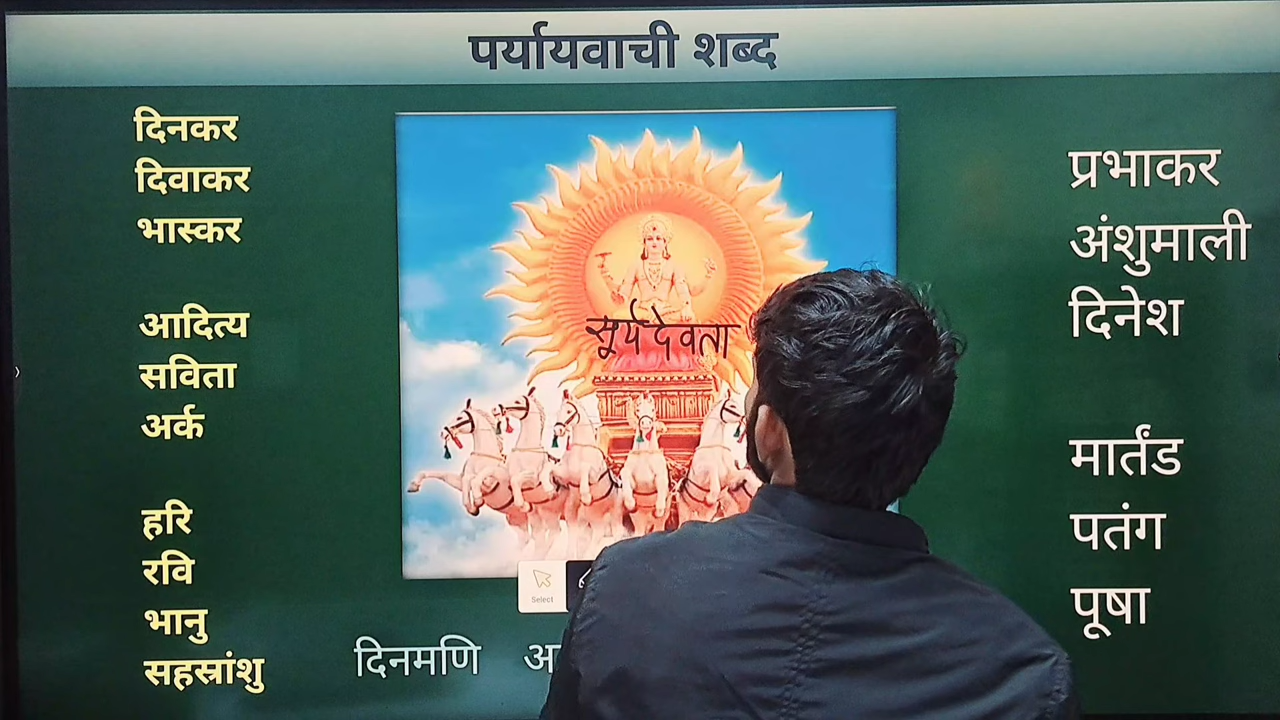 पर्यायवाची शब्द
दिनकर
दिवाकर
भास्कर
आदित्य
सविता
अर्क
हरि
रवि
भानु
सहस्रांशु
सूर्य देवता
Select
दिनमणि
प्रभाकर
अंशुमाली
दिनेश
मार्तंड
पतंग
पूषा